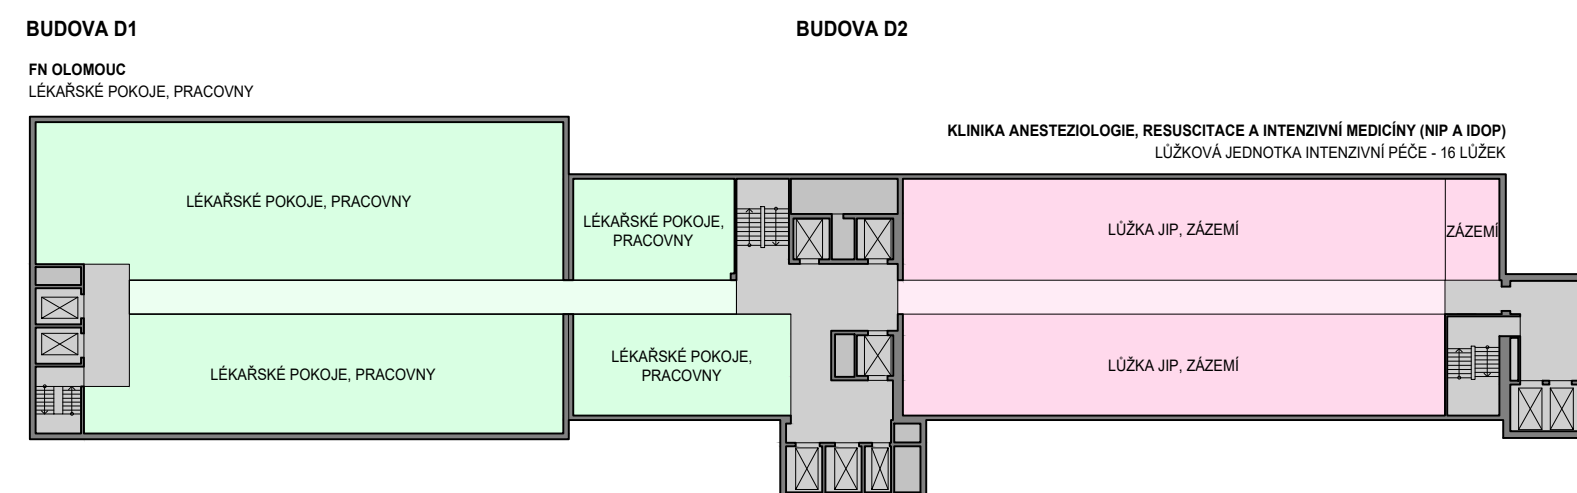 BUDOVA D1
BUDOVA D2
FN OLOMOUC
LÉKAŘSKÉ POKOJE, PRACOVNY
KLINIKA ANESTEZIOLOGIE, RESUSCITACE A INTENZIVNÍ MEDICÍNY (NIP A IDOP)
LŮŽKOVÁ JEDNOTKA INTENZIVNÍ PÉČE - 16 LŮŽEK
LÉKAŘSKÉ POKOJE, PRACOVNY
LÉKAŘSKÉ POKOJE,
PRACOVNY
LŮŽKA JIP, ZÁZEMÍ
ZÁZEMÍ
LÉKAŘSKÉ POKOJE, PRACOVNY
LÉKAŘSKÉ POKOJE,
PRACOVNY
LŮŽKA JIP, ZÁZEMÍ